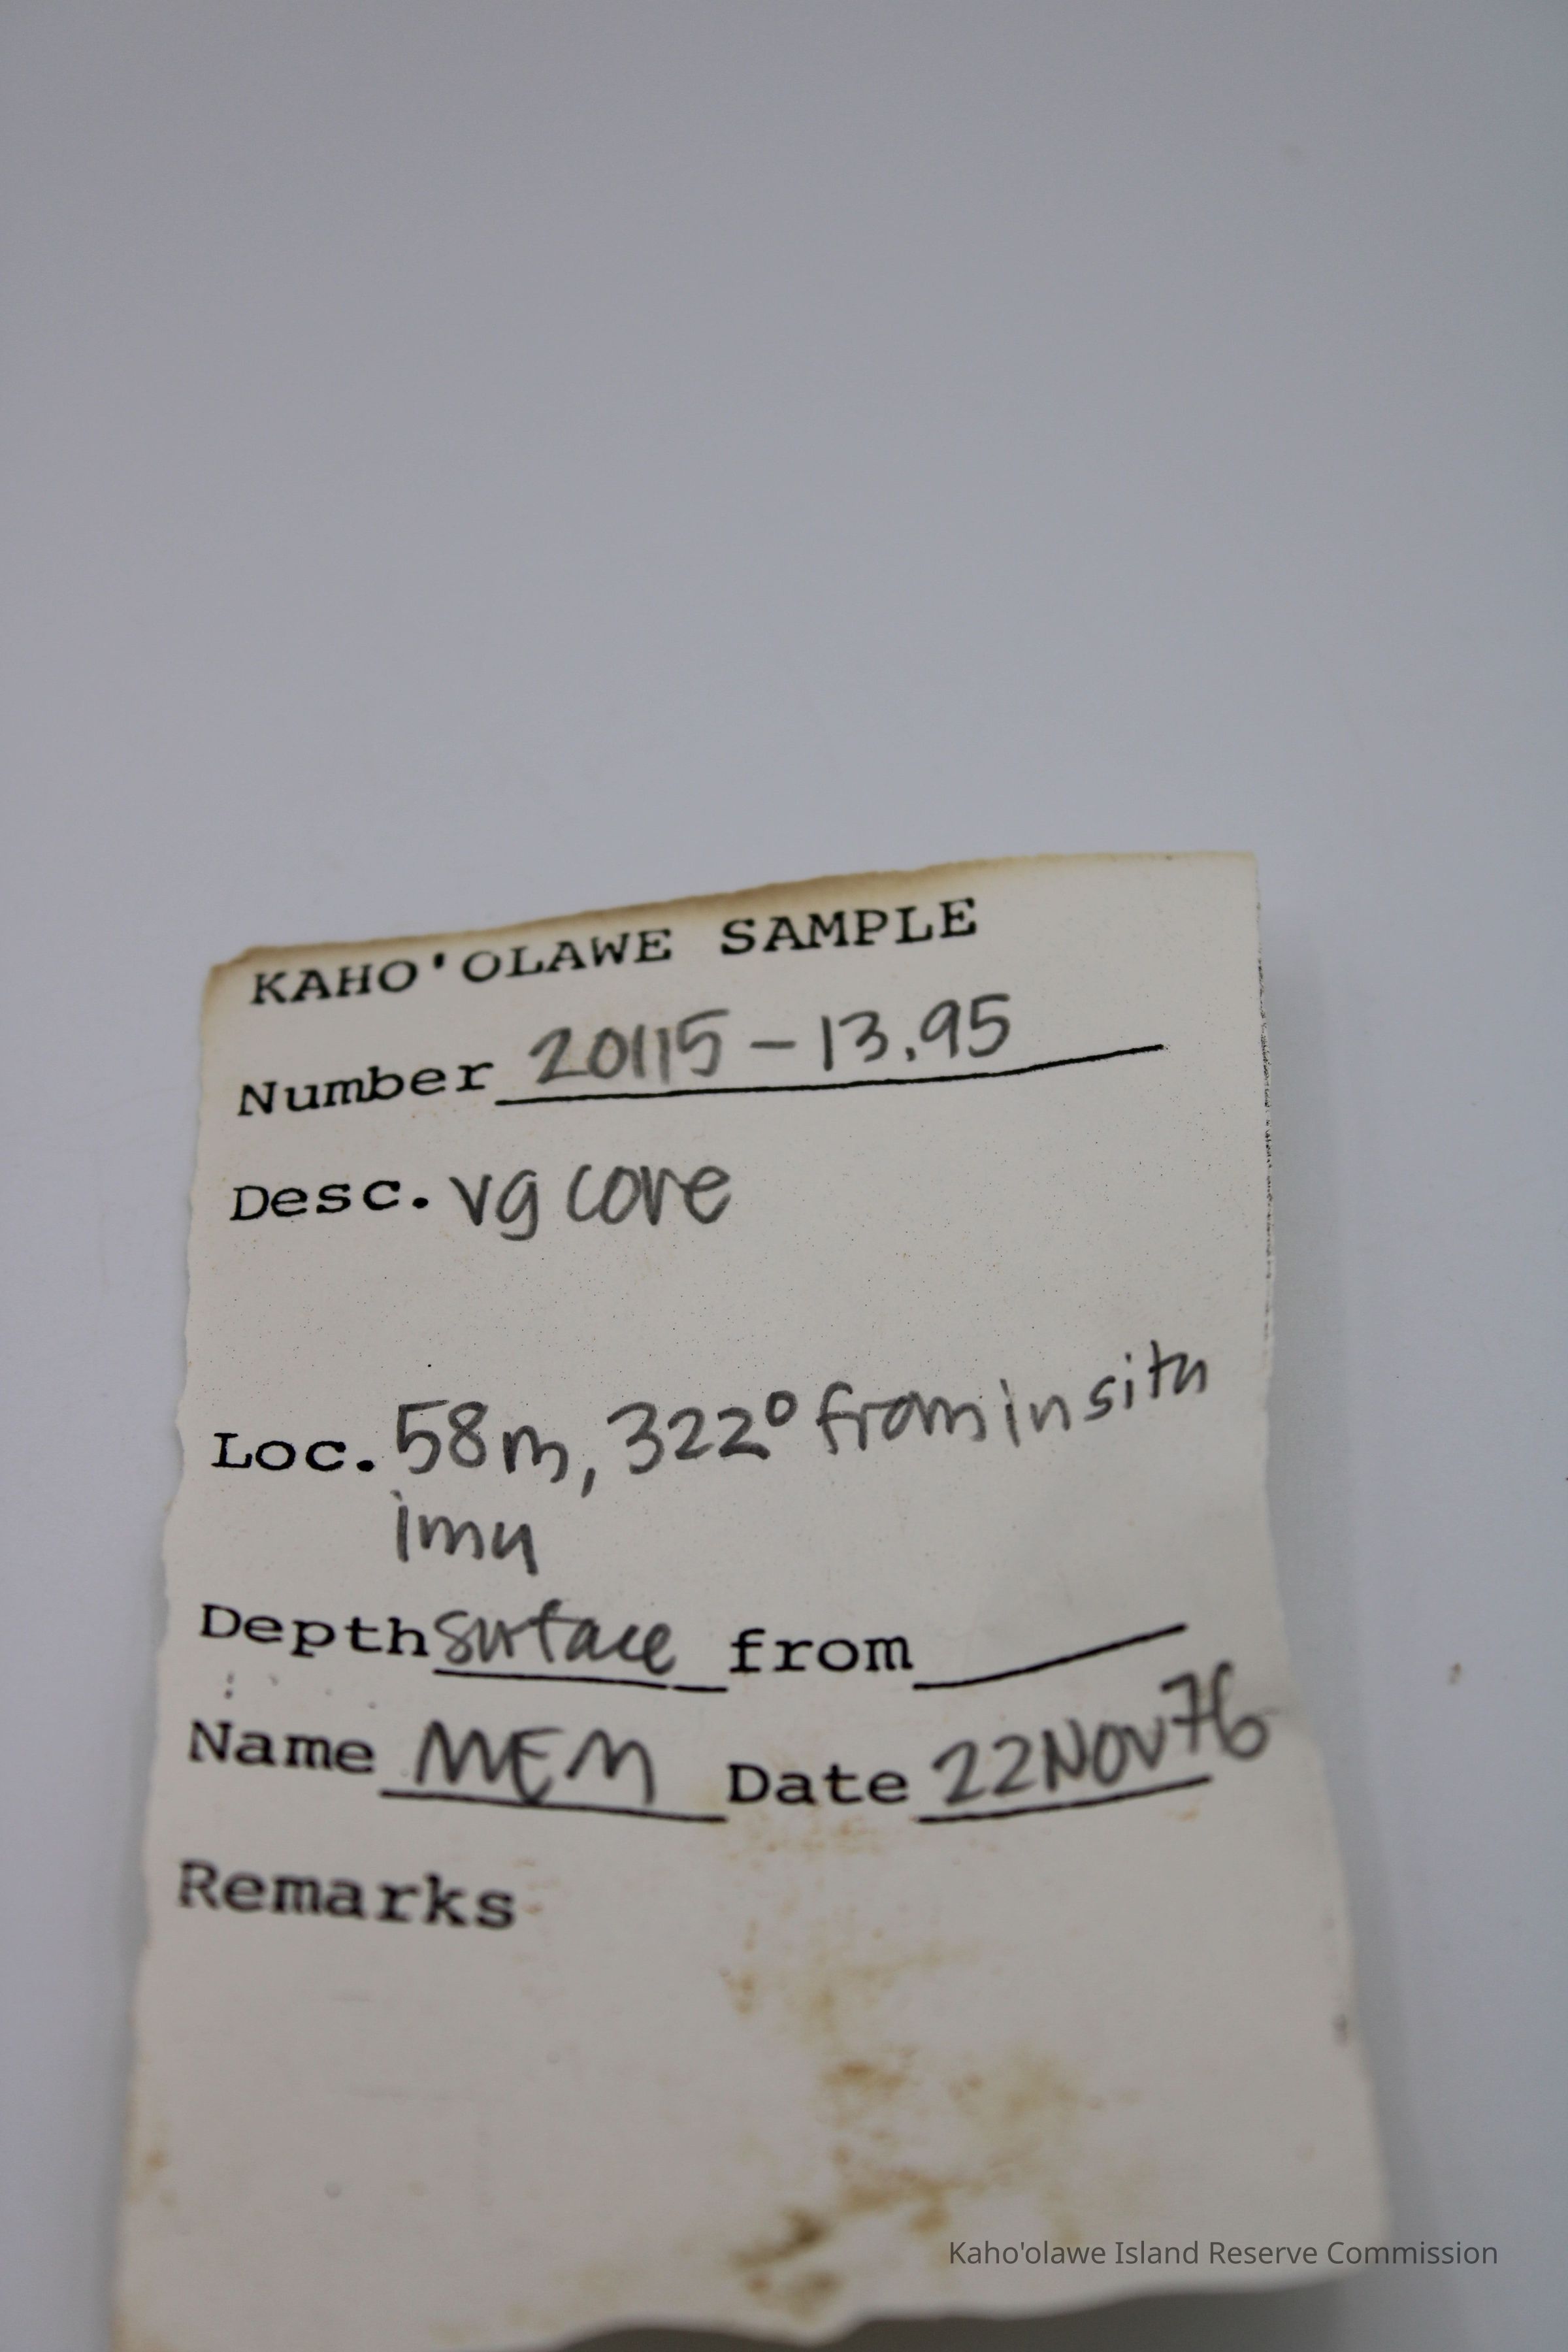 KAHO'OLAWE SAMPLE
Number 20115-13.95
Desc. vg core
Loc. 58m, 322° from in situ
imu
Depth surface from
Name MEM Date 22Nov76
Remarks
Kaho'olawe Island Reserve Commission